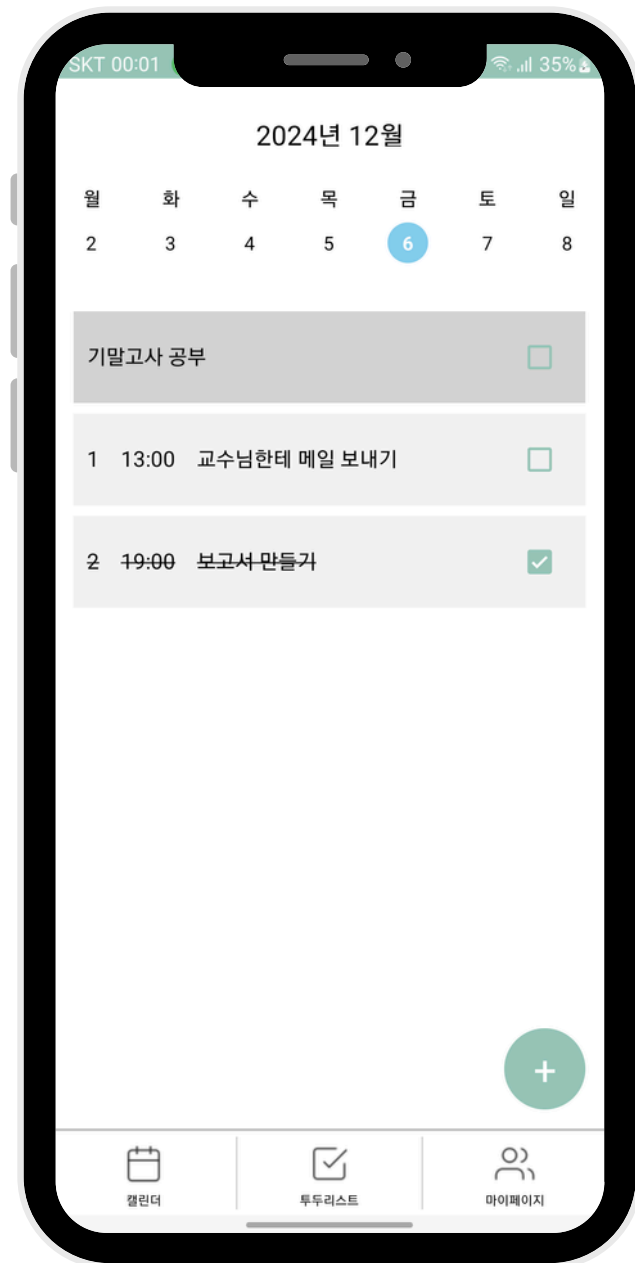 SKT 00:01
35%
2024년 12월
월 화 수 목 금 토 일
2 3 4 5 6 7 8
기말고사 공부
1 13:00 교수님한테 메일 보내기
2 19:00 보고서 만들기
+
캘린더 투두리스트 마이페이지